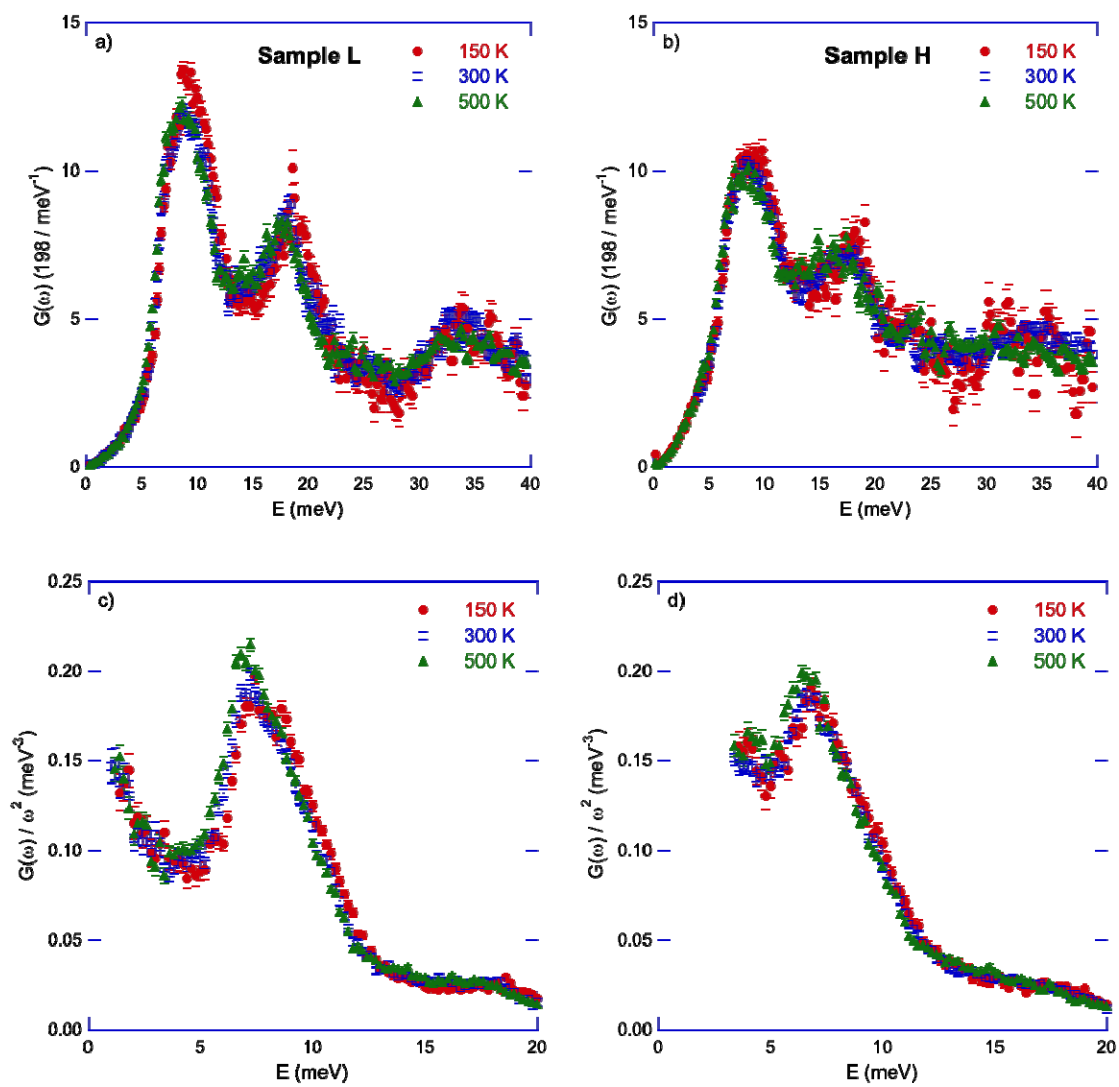 a)
Sample L
150 K
300 K
500 K
15
10
5
0
G(ω) (198 / meV⁻¹)
0 5 10 15 20 25 30 35 40
E (meV)
b)
Sample H
150 K
300 K
500 K
15
10
5
0
G(ω) (198 / meV⁻¹)
0 5 10 15 20 25 30 35 40
E (meV)
c)
150 K
300 K
500 K
0.25
0.20
0.15
0.10
0.05
0.00
G(ω) / ω² (meV⁻³)
0 5 10 15 20
E (meV)
d)
150 K
300 K
500 K
0.25
0.20
0.15
0.10
0.05
0.00
G(ω) / ω² (meV⁻³)
0 5 10 15 20
E (meV)